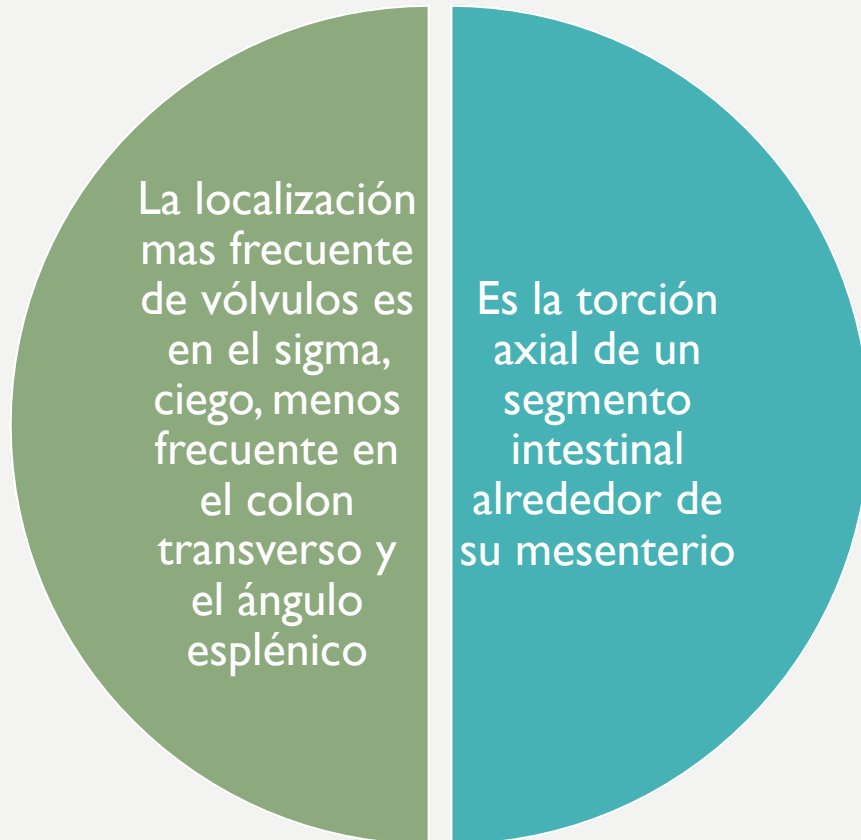 La localización
mas frecuente
de vólvulos es
en el sigma,
ciego, menos
frecuente en
el colon
transverso y
el ángulo
esplénico
Es la torción
axial de un
segmento
intestinal
alrededor de
su mesenterio